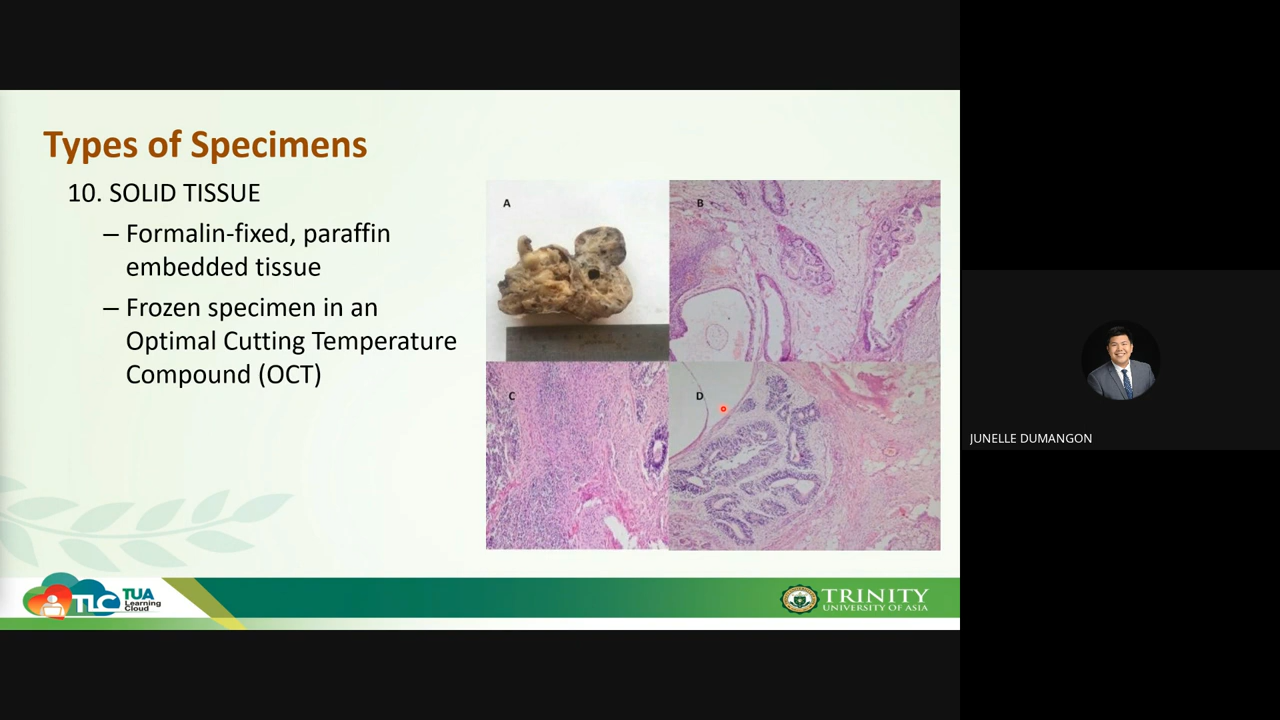 Types of Specimens
10. SOLID TISSUE
– Formalin-fixed, paraffin
embedded tissue
– Frozen specimen in an
Optimal Cutting Temperature
Compound (OCT)
A
B
C
D
JUNELLE DUMANGON
TLC
TUA
Learning
Cloud
TRINITY
UNIVERSITY OF ASIA